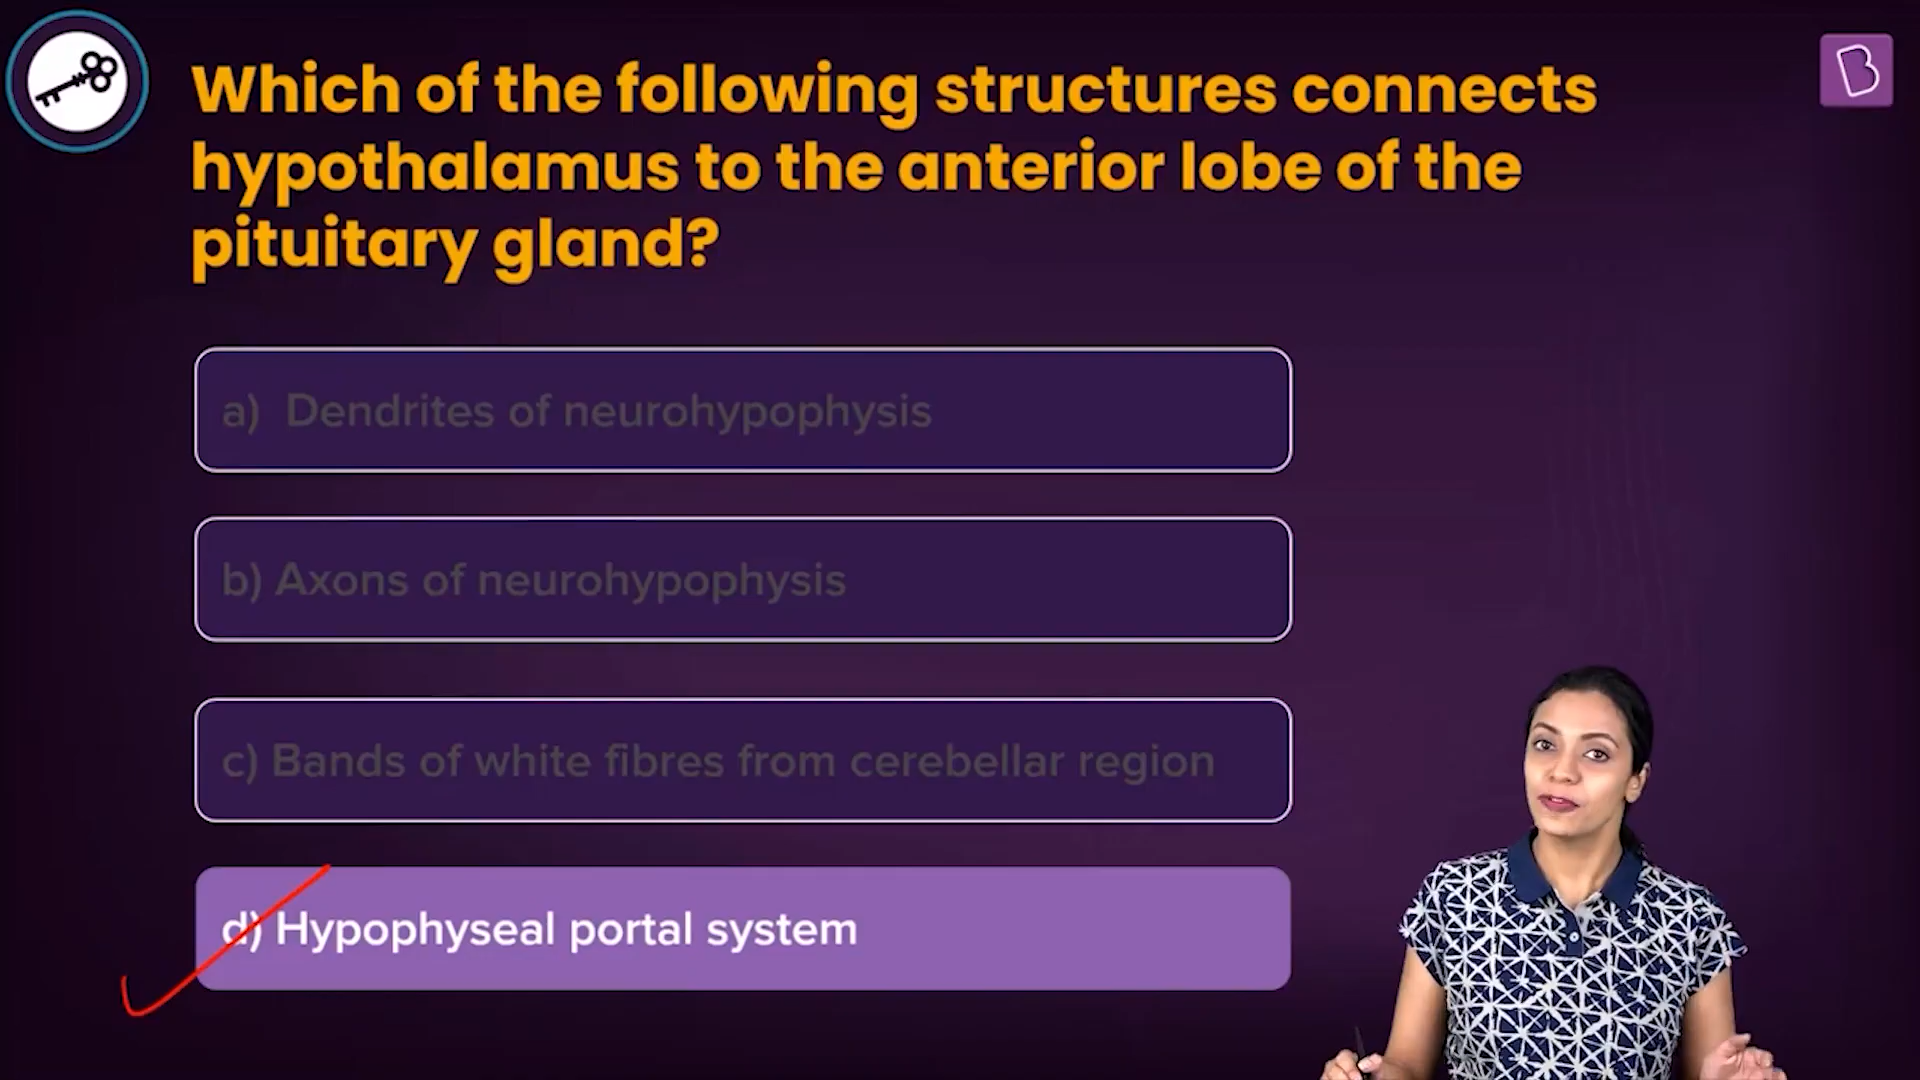 Which of the following structures connects
hypothalamus to the anterior lobe of the
pituitary gland?
a) Dendrites of neurohypophysis
b) Axons of neurohypophysis
c) Bands of white fibres from cerebellar region
d) Hypophyseal portal system
B